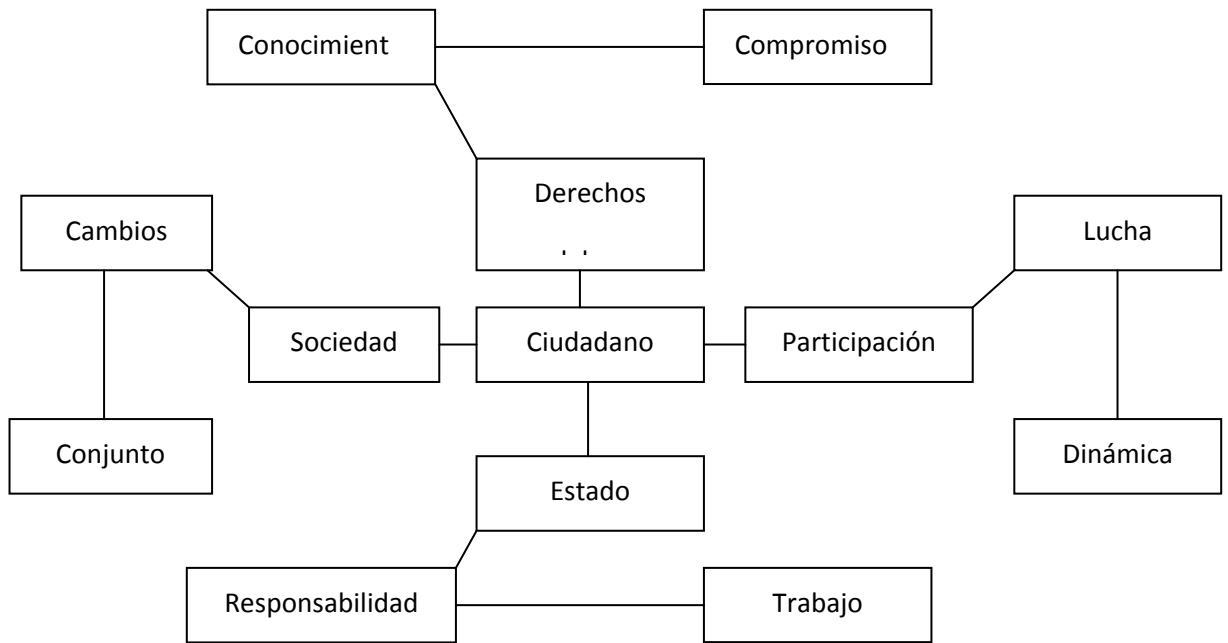 Conocimient
Compromiso
Derechos
Cambios
Lucha
Sociedad
Ciudadano
Participación
Conjunto
Dinámica
Estado
Responsabilidad
Trabajo